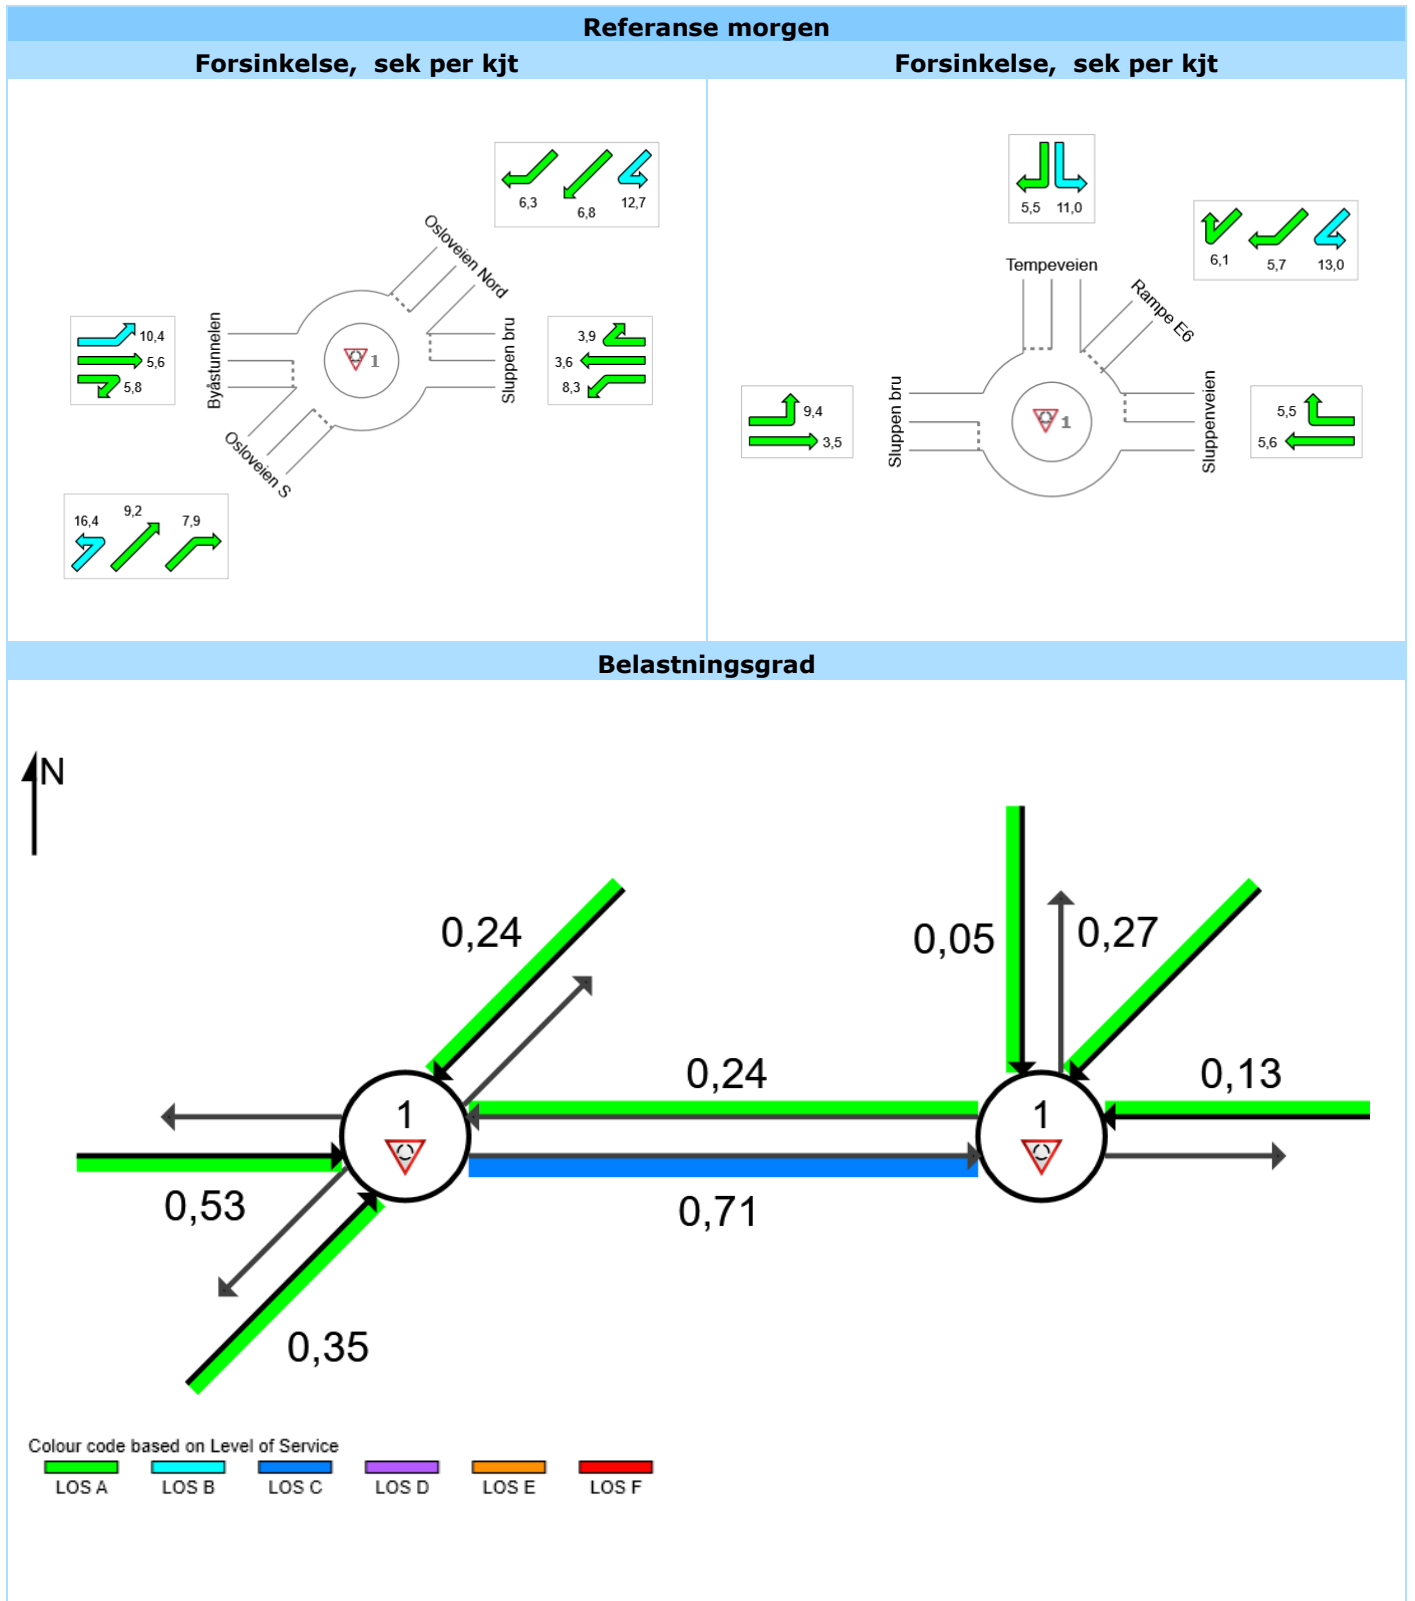 Referanse morgen
Forsinkelse, sek per kjt
Forsinkelse, sek per kjt
6,3
6,8
12,7
Osloveien Nord
10,4
5,6
5,8
Byåstunnelen
1
Sluppen bru
3,9
3,6
8,3
Osloveien S
16,4
9,2
7,9
5,5
11,0
6,1
5,7
13,0
Tempeveien
Rampe E6
9,4
3,5
Sluppen bru
1
Sluppenveien
5,5
5,6
Belastningsgrad
N
0,24
0,05
0,27
0,24
0,13
1
1
0,53
0,71
0,35
Colour code based on Level of Service
LOS A
LOS B
LOS C
LOS D
LOS E
LOS F